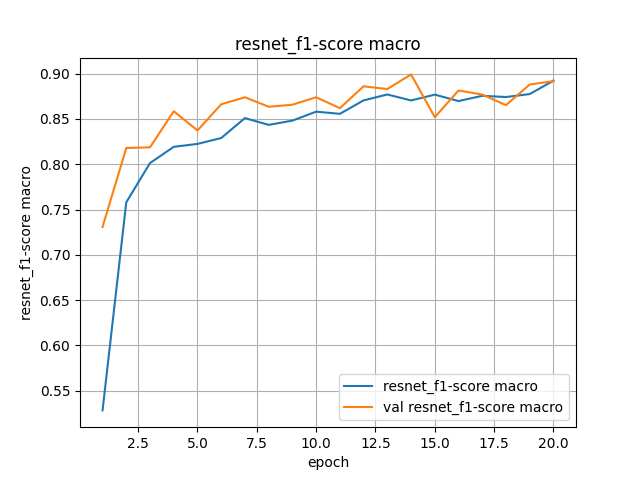 resnet_f1-score macro
resnet_f1-score macro
0.90
0.85
0.80
0.75
0.70
0.65
0.60
0.55
resnet_f1-score macro
val resnet_f1-score macro
2.5 5.0 7.5 10.0 12.5 15.0 17.5 20.0
epoch